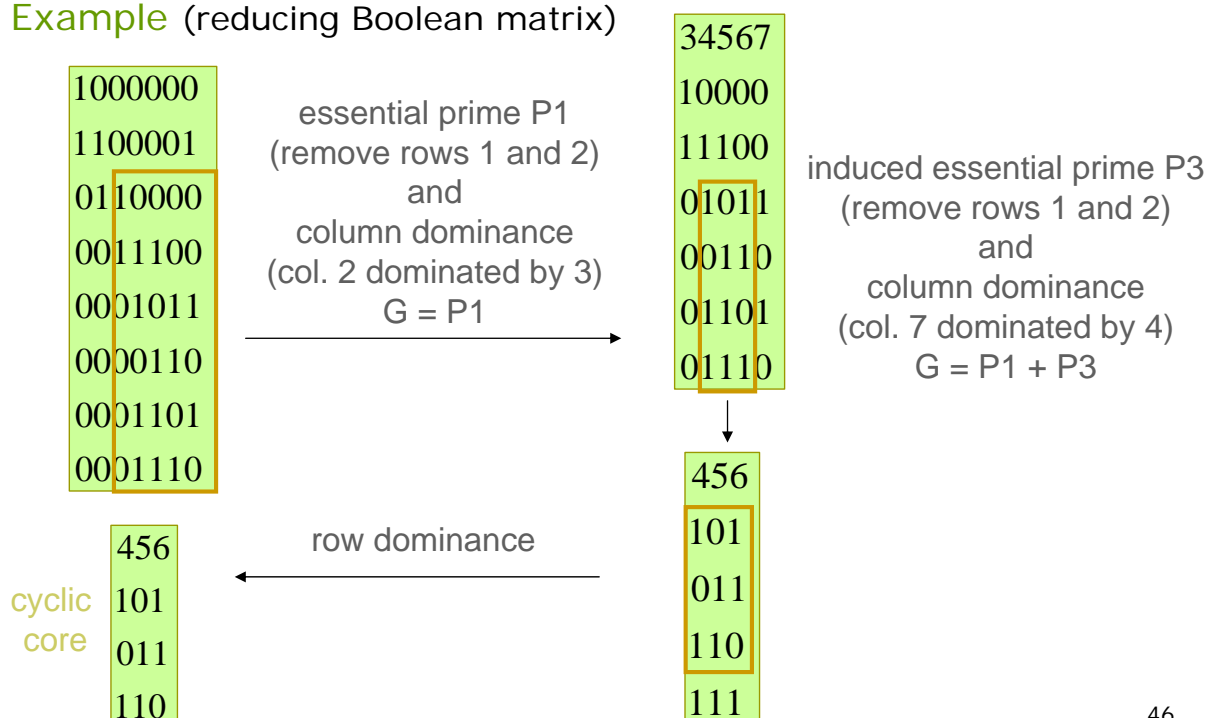 Example (reducing Boolean matrix)
1000000
1100001
0110000
0011100
0001011
0000110
0001101
0001110
essential prime P1
(remove rows 1 and 2)
and
column dominance
(col. 2 dominated by 3)
G = P1
34567
10000
11100
01011
00110
01101
01110
induced essential prime P3
(remove rows 1 and 2)
and
column dominance
(col. 7 dominated by 4)
G = P1 + P3
456
101
011
110
111
row dominance
cyclic
core
456
101
011
110
46